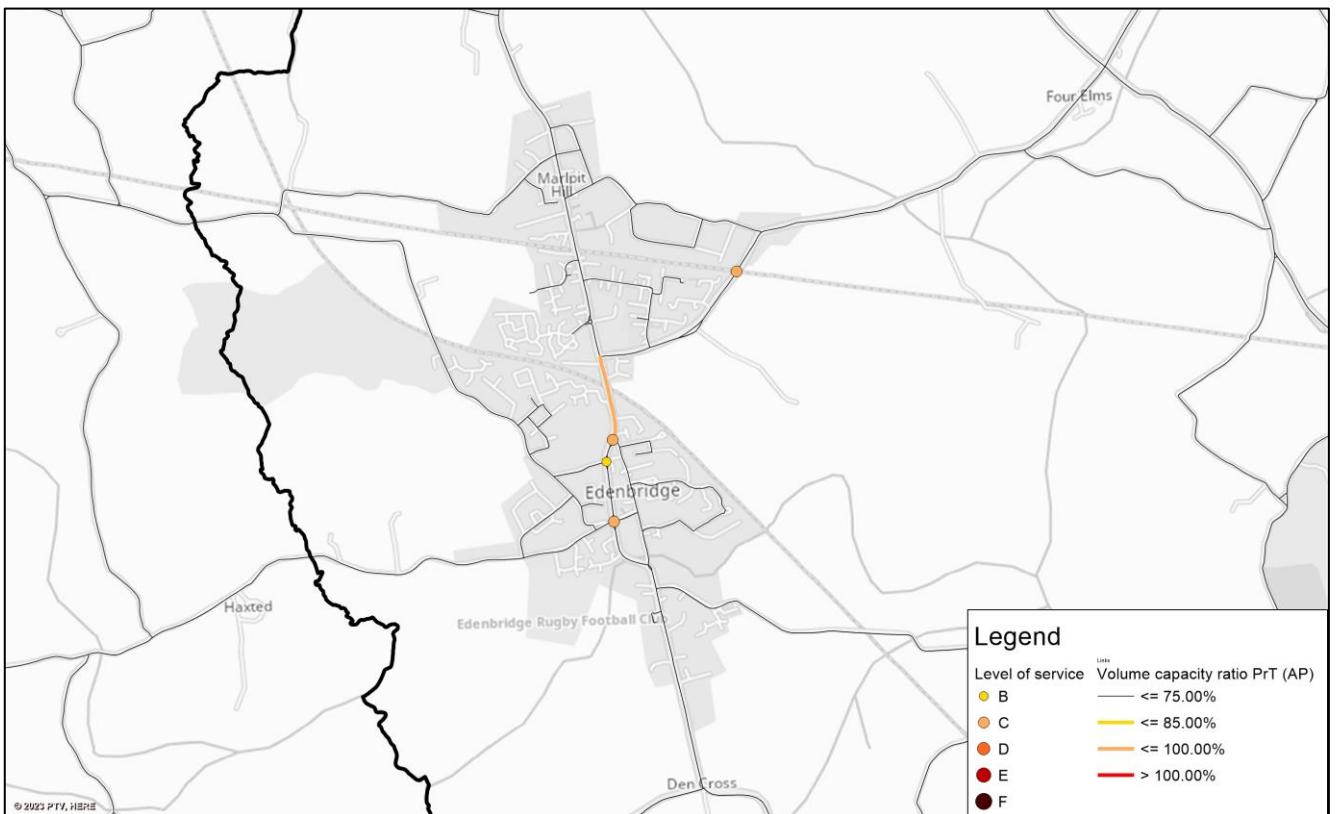 Four Elms
Marlpit
Hill
Edenbridge
Haxted
Edenbridge Rugby Football Club
Den Cross
Legend
Links
Level of service Volume capacity ratio PrT (AP)
B <= 75.00%
C <= 85.00%
D <= 100.00%
E > 100.00%
F
© 2023 PTV, HERE